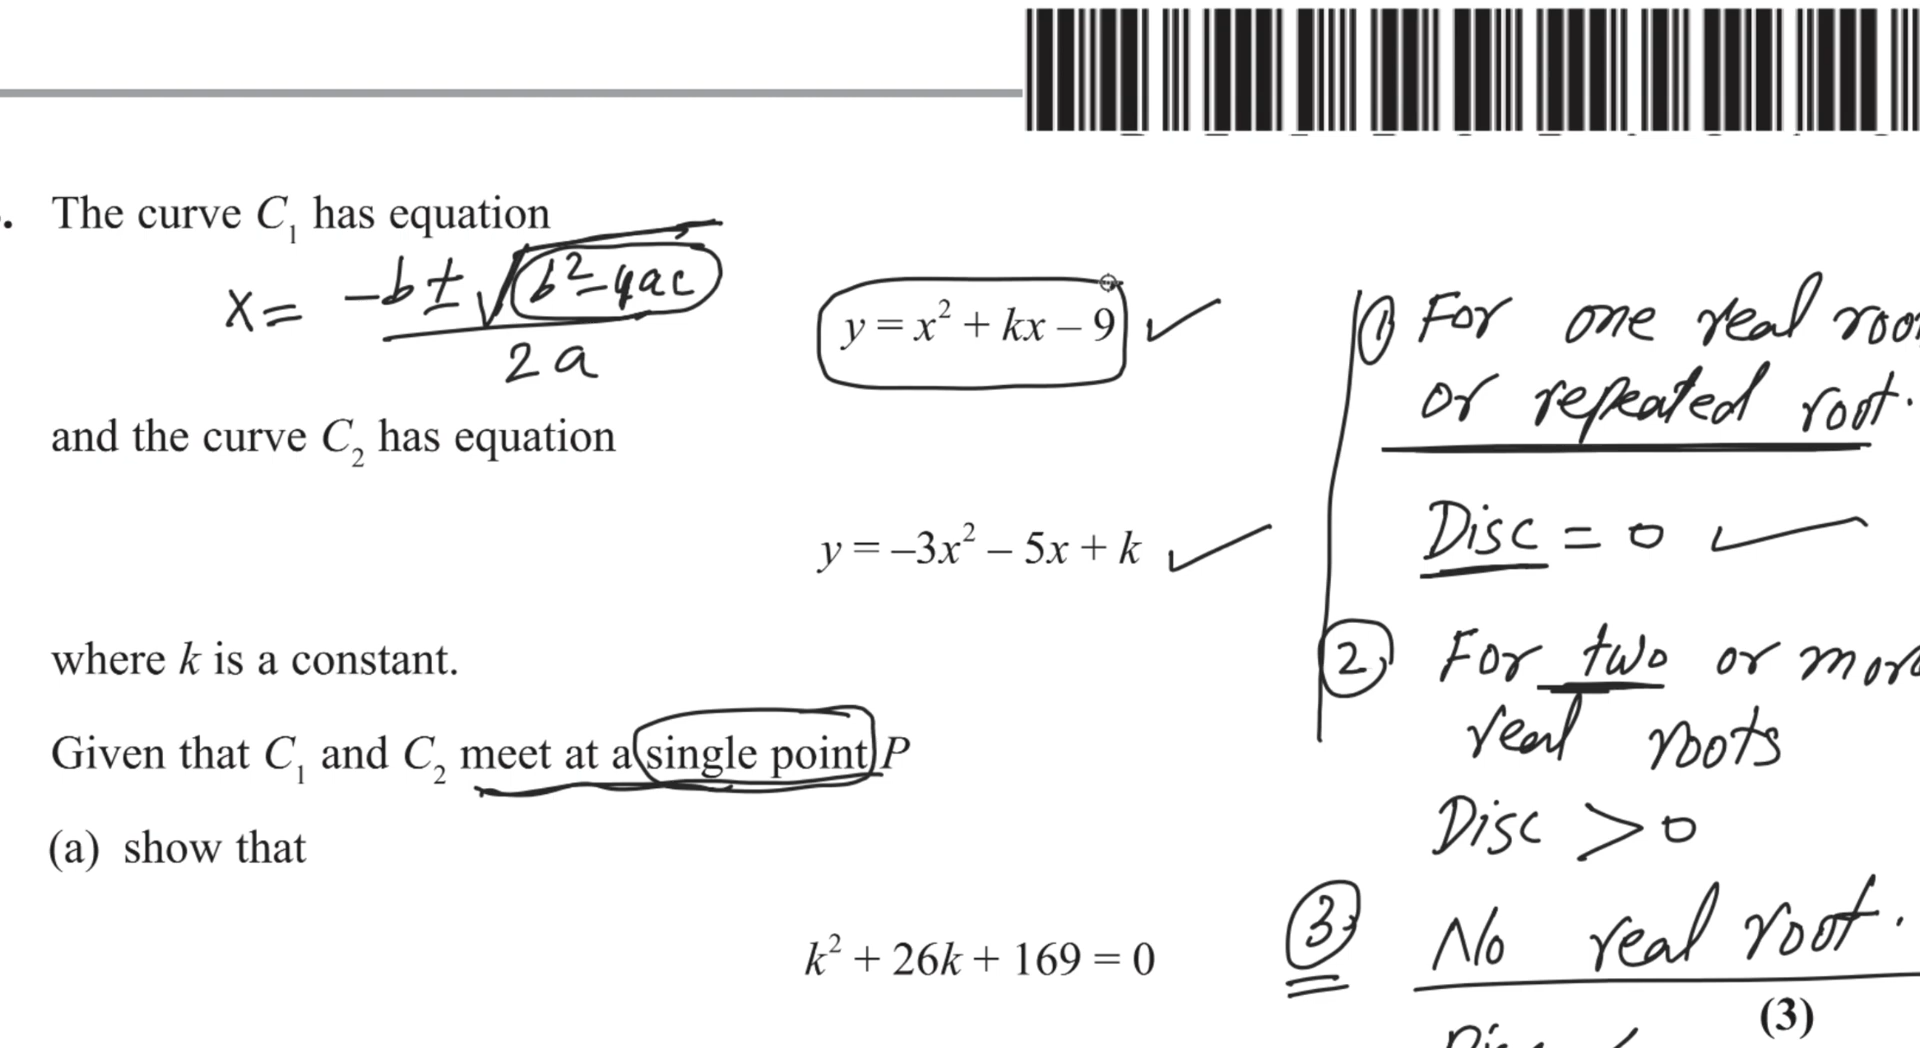 The curve C₁ has equation
x = -b ± √b² - 4ac
2a
y = x² + kx – 9
and the curve C₂ has equation
y = –3x² – 5x + k
where k is a constant.
Given that C₁ and C₂ meet at a single point P
(a) show that
k² + 26k + 169 = 0
(3)
① For one real
or repeated root.
Disc = 0
② For two or
real roots
Disc > 0
③ No real root.